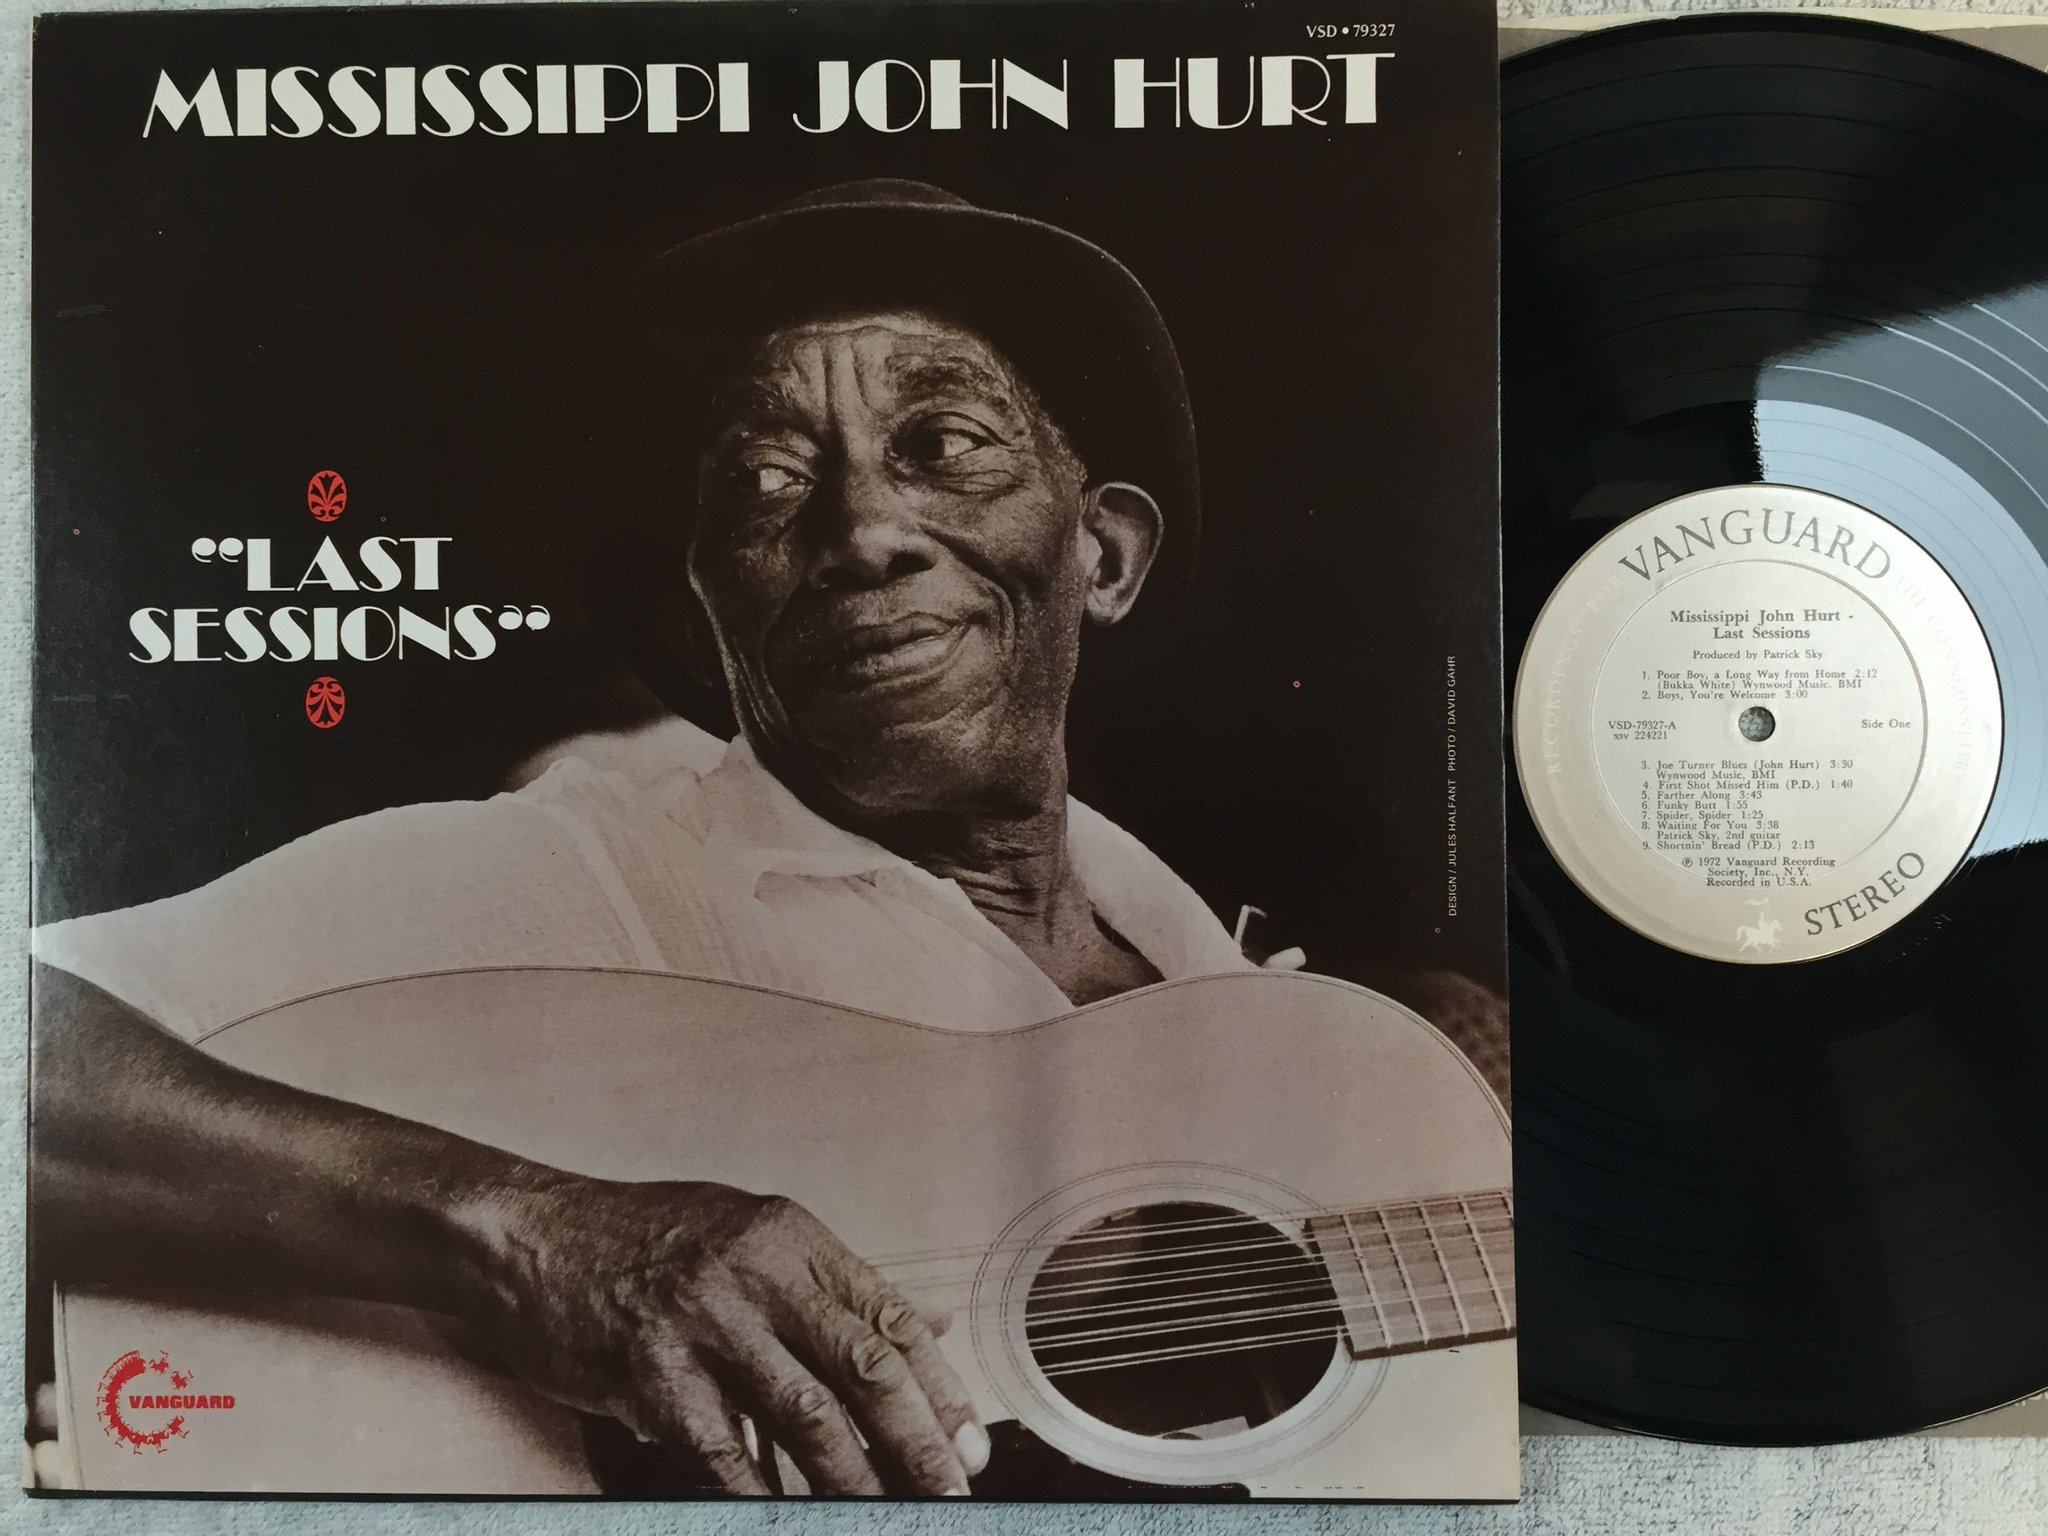 VSD • 79327
MISSISSIPPI JOHN HURT
“LAST
SESSIONS”
DESIGN / JULES HALFANT PHOTO / DAVID GAHR
VANGUARD
VANGUARD
RECORDINGS FOR THE CONNOISSEUR
Mississippi John Hurt -
Last Sessions
Produced by Patrick Sky
1. Poor Boy, a Long Way from Home 2:12
(Bukka White) Wynwood Music, BMI
2. Boys, You're Welcome 3:00
VSD-79327-A
xsv 224221
Side One
3. Joe Turner Blues (John Hurt) 3:30
Wynwood Music, BMI
4. First Shot Missed Him (P.D.) 1:40
5. Farther Along 3:43
6. Funky Butt 1:55
7. Spider, Spider 1:25
8. Waiting For You 3:38
Patrick Sky, 2nd guitar
9. Shortnin' Bread (P.D.) 2:13
℗ 1972 Vanguard Recording
Society, Inc., N.Y.
Recorded in U.S.A.
STEREO